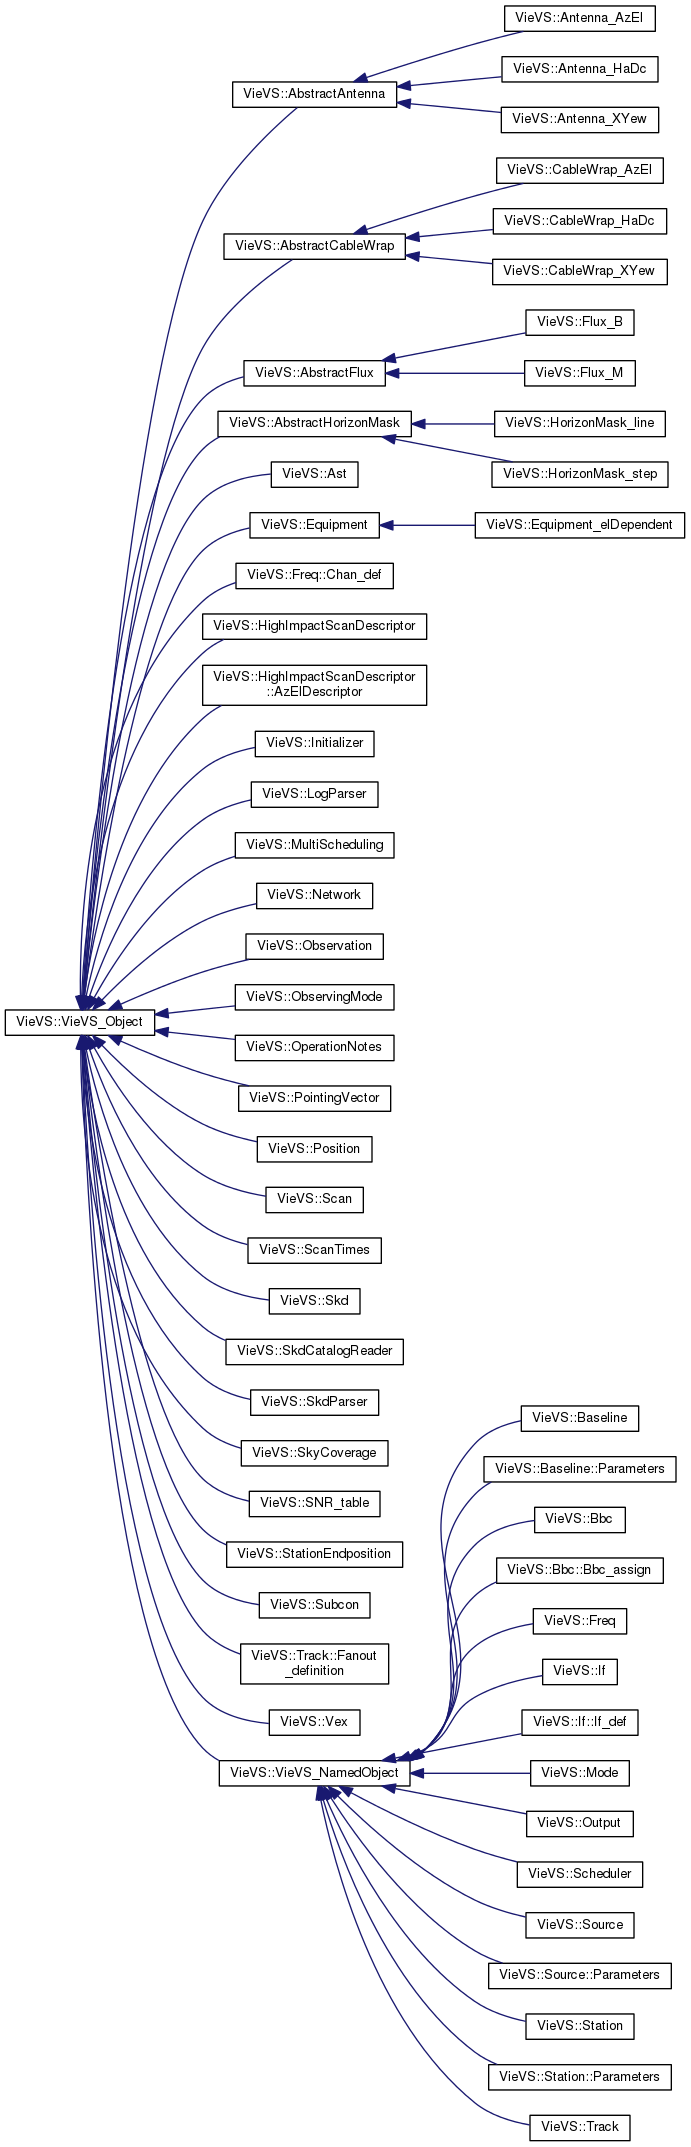 VieVS::Antenna_AzEl
VieVS::Antenna_HaDc
VieVS::AbstractAntenna
VieVS::Antenna_XYew
VieVS::CableWrap_AzEl
VieVS::CableWrap_HaDc
VieVS::AbstractCableWrap
VieVS::CableWrap_XYew
VieVS::Flux_B
VieVS::AbstractFlux
VieVS::Flux_M
VieVS::AbstractHorizonMask
VieVS::HorizonMask_line
VieVS::HorizonMask_step
VieVS::Ast
VieVS::Equipment
VieVS::Equipment_elDependent
VieVS::Freq::Chan_def
VieVS::HighImpactScanDescriptor
VieVS::HighImpactScanDescriptor
::AzElDescriptor
VieVS::Initializer
VieVS::LogParser
VieVS::MultiScheduling
VieVS::Network
VieVS::Observation
VieVS::ObservingMode
VieVS::VieVS_Object
VieVS::OperationNotes
VieVS::PointingVector
VieVS::Position
VieVS::Scan
VieVS::ScanTimes
VieVS::Skd
VieVS::SkdCatalogReader
VieVS::SkdParser
VieVS::Baseline
VieVS::SkyCoverage
VieVS::Baseline::Parameters
VieVS::SNR_table
VieVS::Bbc
VieVS::StationEndposition
VieVS::Bbc::Bbc_assign
VieVS::Subcon
VieVS::Freq
VieVS::Track::Fanout
_definition
VieVS::If
VieVS::Vex
VieVS::If::If_def
VieVS::VieVS_NamedObject
VieVS::Mode
VieVS::Output
VieVS::Scheduler
VieVS::Source
VieVS::Source::Parameters
VieVS::Station
VieVS::Station::Parameters
VieVS::Track